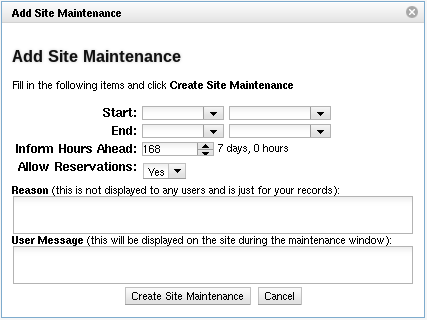 Add Site Maintenance
Add Site Maintenance
Fill in the following items and click Create Site Maintenance
Start:
End:
Inform Hours Ahead: 168 7 days, 0 hours
Allow Reservations: Yes
Reason (this is not displayed to any users and is just for your records):
User Message (this will be displayed on the site during the maintenance window):
Create Site Maintenance Cancel